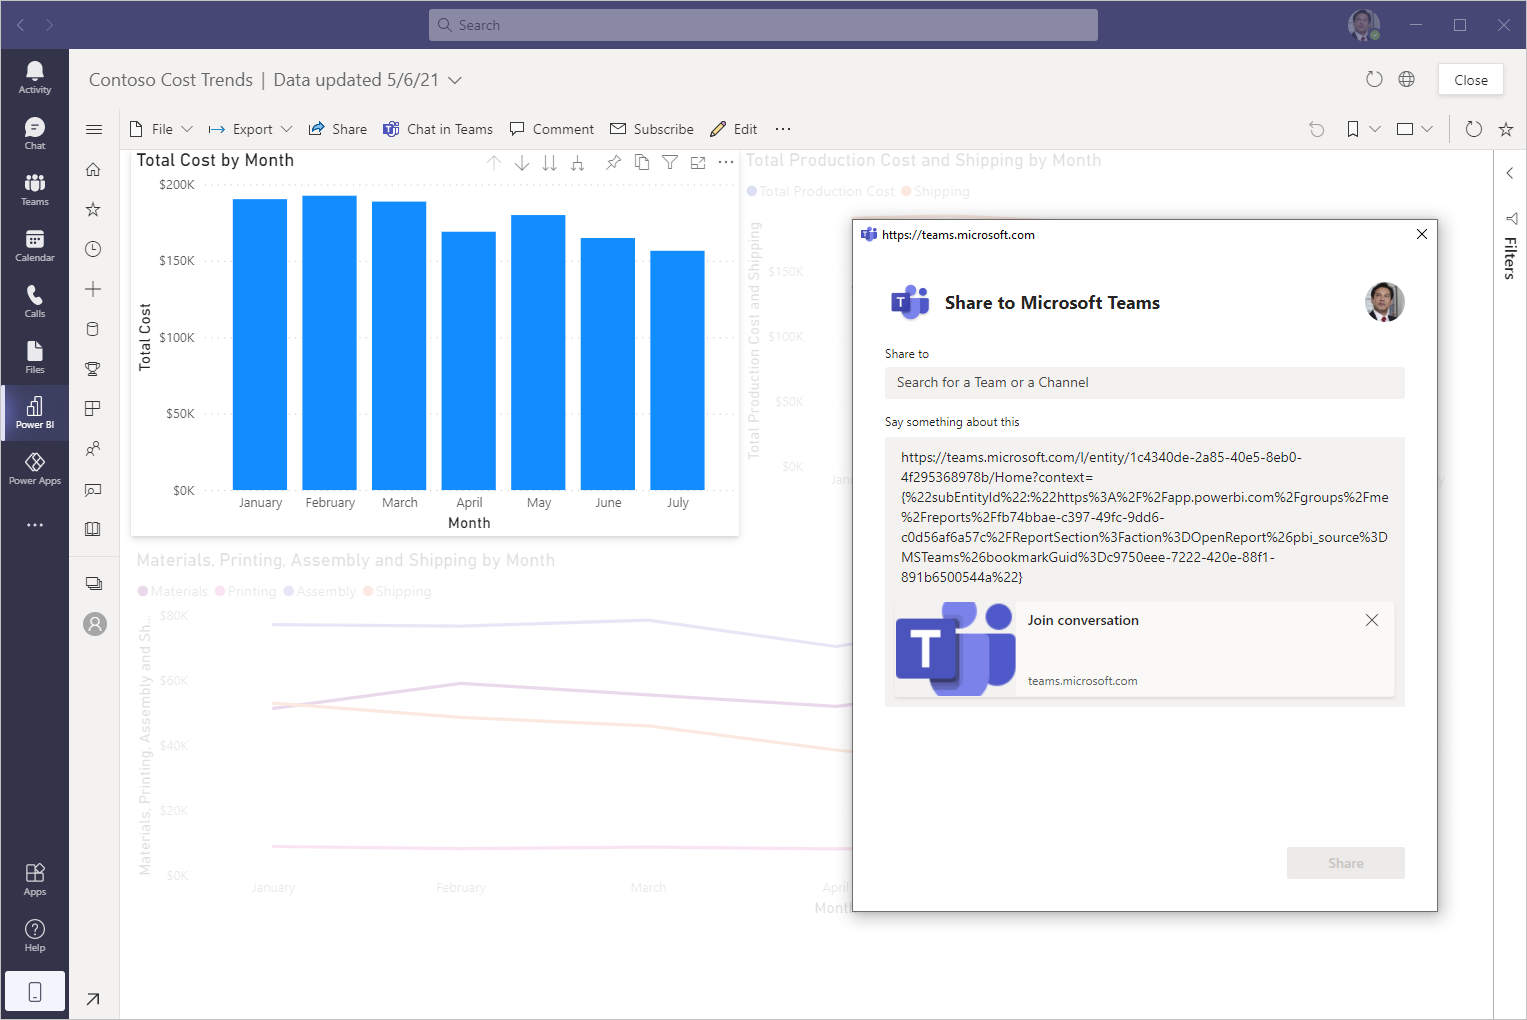 Search
Activity
Chat
Teams
Calendar
Calls
Files
Power BI
Power Apps
Apps
Help
Contoso Cost Trends | Data updated 5/6/21
Close
File
Export
Share
Chat in Teams
Comment
Subscribe
Edit
Total Cost by Month
$200K
$150K
$100K
$50K
$0K
Total Cost
January
February
March
April
May
June
July
Month
Total Production Cost and Shipping by Month
Total Production Cost
Shipping
Total Production Cost and Shipping
$150K
$100K
$50K
$0K
Filters
Materials, Printing, Assembly and Shipping by Month
Materials
Printing
Assembly
Shipping
Materials, Printing, Assembly and Sh...
$80K
$60K
$40K
$20K
$0K
January
February
March
April
Month
https://teams.microsoft.com
Share to Microsoft Teams
Share to
Search for a Team or a Channel
Say something about this
https://teams.microsoft.com/l/entity/1c4340de-2a85-40e5-8eb0-
4f295368978b/Home?context=
{%22subEntityId%22:%22https%3A%2F%2Fapp.powerbi.com%2Fgroups%2Fme
%2Freports%2Ffb74bbae-c397-49fc-9dd6-
c0d56af6a57c%2FReportSection%3Faction%3DOpenReport%26pbi_source%3D
MSTeams%26bookmarkGuid%3Dc9750eee-7222-420e-88f1-
891b6500544a%22}
T
Join conversation
teams.microsoft.com
Share